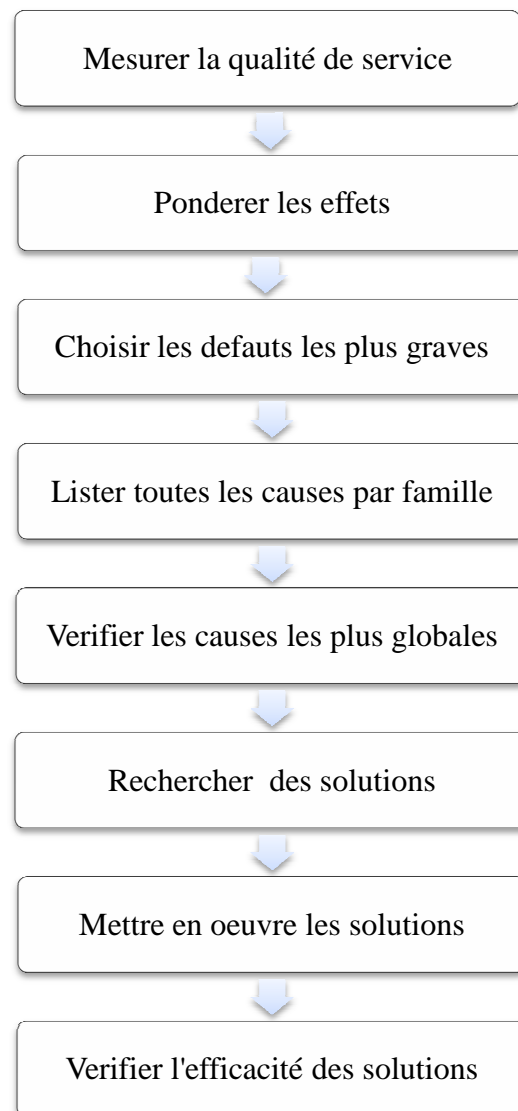 Mesurer la qualité de service
Ponderer les effets
Choisir les defauts les plus graves
Lister toutes les causes par famille
Verifier les causes les plus globales
Rechercher  des solutions
Mettre en oeuvre les solutions
Verifier l'efficacité des solutions